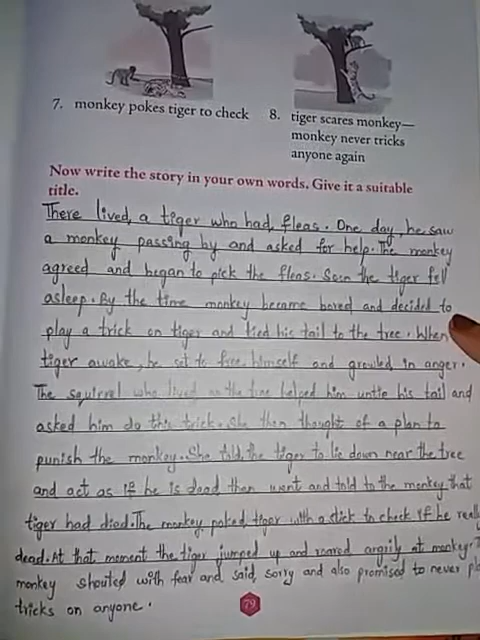 7. monkey pokes tiger to check
8. tiger scares monkey—
monkey never tricks
anyone again
Now write the story in your own words. Give it a suitable
title.
There lived, a tiger who had, fleas. One day, he saw
a monkey passing by and asked for help. The monkey
agreed and began to pick the fleas. Soon the tiger fell
asleep. By the time monkey became bored and decided to
play a trick on tiger and tied his tail to the tree. When
tiger awake, he to free himself and growled in anger.
The squirrel who lived on the tree helped him untie his tail and
asked him do this trick. She then thought of a plan to
punish the monkey. She told, the tiger to lie down near the tree
and act as if he is dead then went and told to the monkey that
tiger had died. The monkey poked, tiger with a stick to check if he
dead. At that moment the tiger jumped up and roared angrily at monkey.
monkey shouted with fear and said, sorry and also promised to never
tricks on anyone.
79